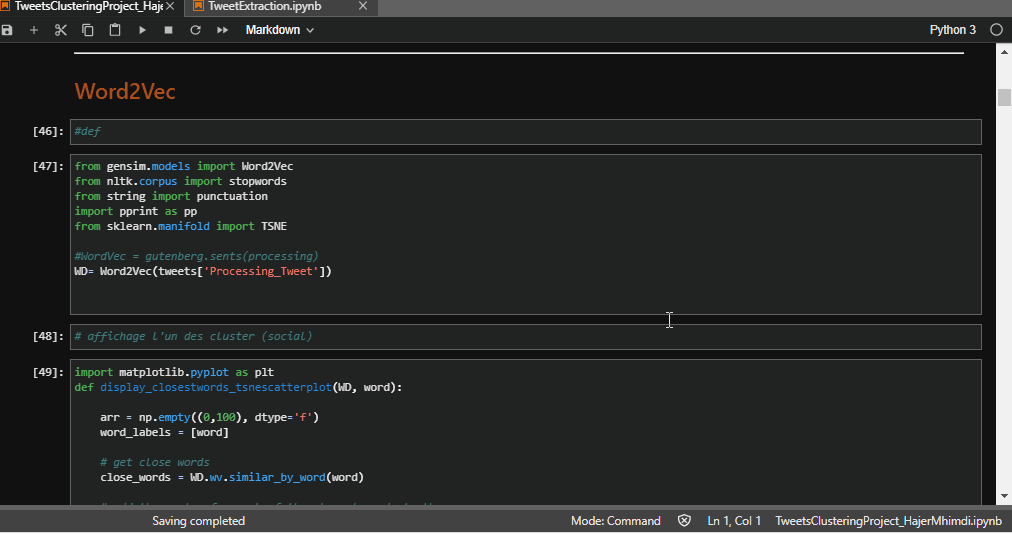 TweetsClusteringProject_Haje
TweetExtraction.ipynb
Markdown
Python 3
Word2Vec
[46]:
#def
[47]:
from gensim.models import Word2Vec
from nltk.corpus import stopwords
from string import punctuation
import pprint as pp
from sklearn.manifold import TSNE
#WordVec = gutenberg.sents(processing)
WD= Word2Vec(tweets['Processing_Tweet'])
[48]:
# affichage l'un des cluster (social)
[49]:
import matplotlib.pyplot as plt
def display_closestwords_tsnescatterplot(WD, word):
arr = np.empty((0,100), dtype='f')
word_labels = [word]
# get close words
close_words = WD.wv.similar_by_word(word)
Saving completed
Mode: Command
Ln 1, Col 1
TweetsClusteringProject_HajerMhimdi.ipynb